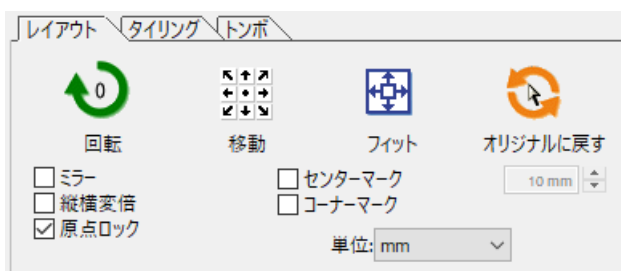 レイアウト タイリング トンボ
0
回転 移動 フィット オリジナルに戻す
ミラー センターマーク 10 mm
縦横変倍 コーナーマーク
原点ロック
単位: mm